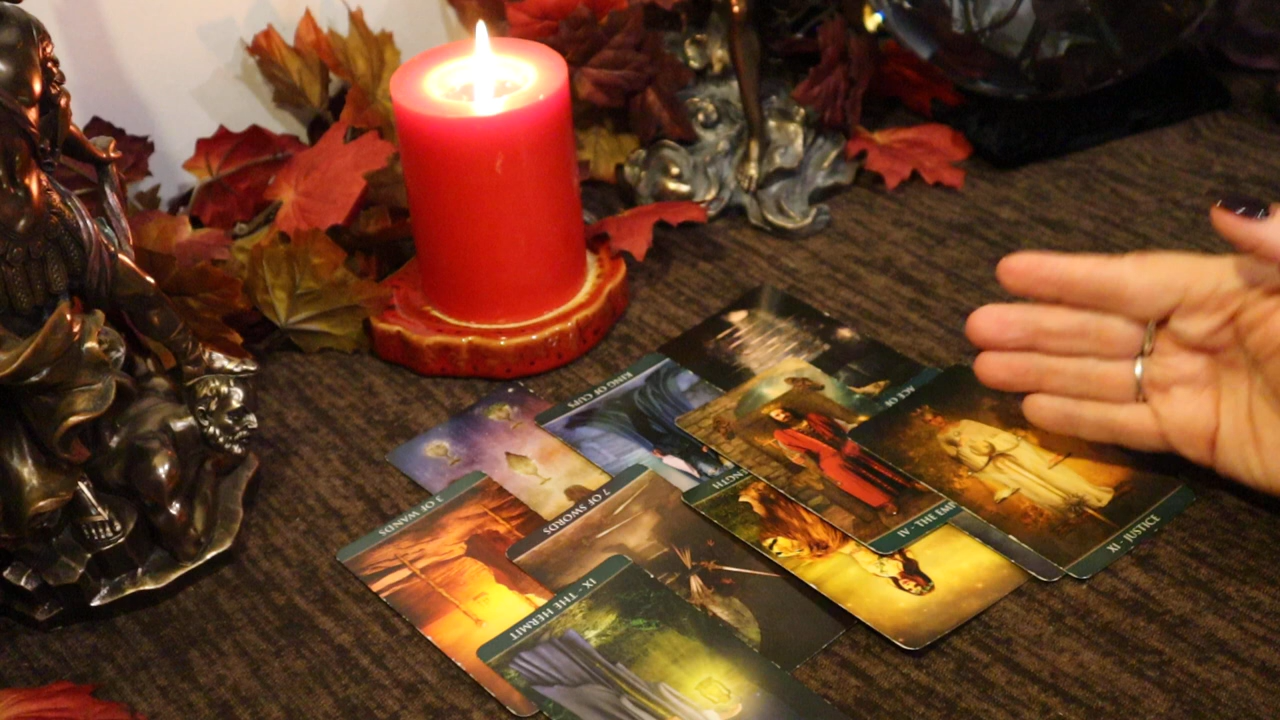 KING OF CUPS
ACE OF
3 OF WANDS
7 OF SWORDS
NGTH
IV - THE EMP
XI - JUSTICE
IX - THE HERMIT